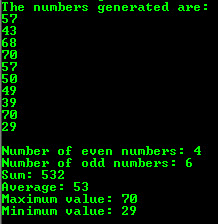 The numbers generated are:
57
43
68
70
57
50
49
39
70
29
Number of even numbers: 4
Number of odd numbers: 6
Sum: 532
Average: 53
Maximum value: 70
Minimum value: 29